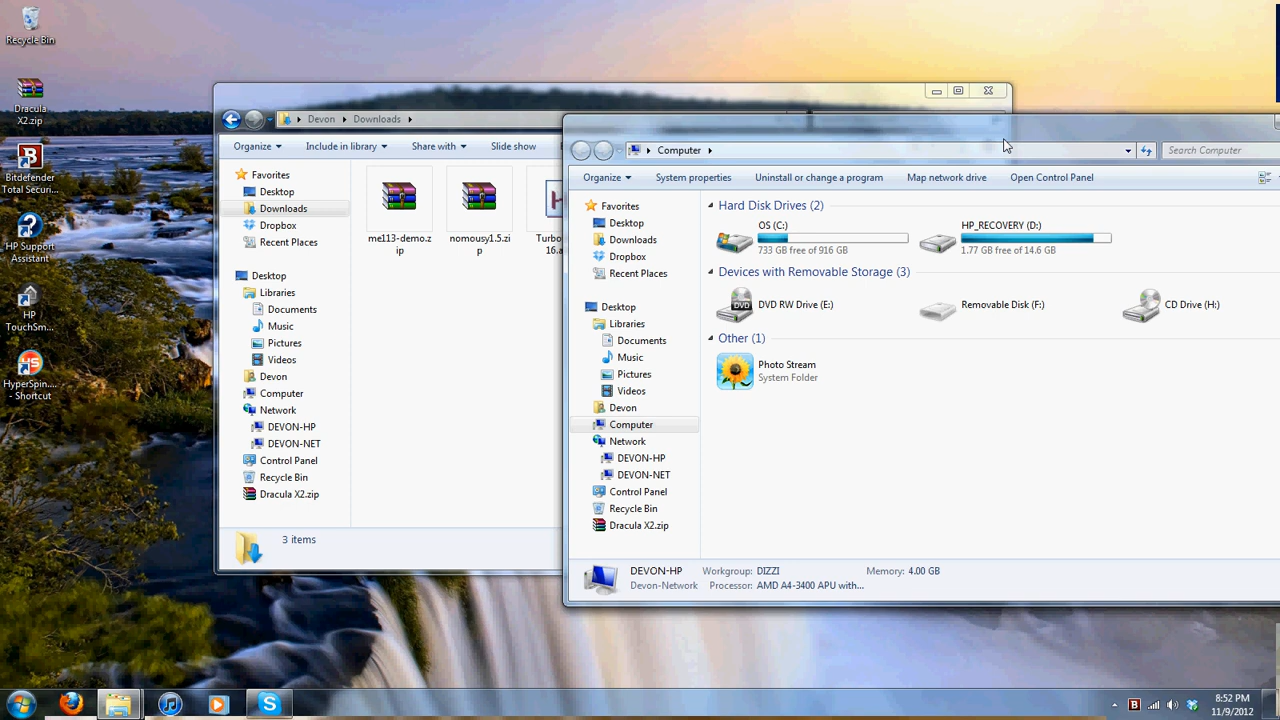 Recycle Bin
Dracula
X2.zip
Bitdefender
Total Securi...
HP Support
Assistant
HP
TouchSm...
HyperSpin....
- Shortcut
Devon
Downloads
Organize
Include in library
Share with
Slide show
Favorites
Desktop
Downloads
Dropbox
Recent Places
Desktop
Libraries
Documents
Music
Pictures
Videos
Devon
Computer
Network
DEVON-HP
DEVON-NET
Control Panel
Recycle Bin
Dracula X2.zip
me113-demo.z
ip
nomousy1.5.zi
p
Turbo
16.a
3 items
Computer
Search Computer
Organize
System properties
Uninstall or change a program
Map network drive
Open Control Panel
Favorites
Desktop
Downloads
Dropbox
Recent Places
Desktop
Libraries
Documents
Music
Pictures
Videos
Devon
Computer
Network
DEVON-HP
DEVON-NET
Control Panel
Recycle Bin
Dracula X2.zip
Hard Disk Drives (2)
OS (C:)
733 GB free of 916 GB
HP_RECOVERY (D:)
1.77 GB free of 14.6 GB
Devices with Removable Storage (3)
DVD
DVD RW Drive (E:)
Removable Disk (F:)
CD Drive (H:)
Other (1)
Photo Stream
System Folder
DEVON-HP Workgroup: DIZZI Memory: 4.00 GB
Devon-Network Processor: AMD A4-3400 APU with...
8:52 PM
11/9/2012